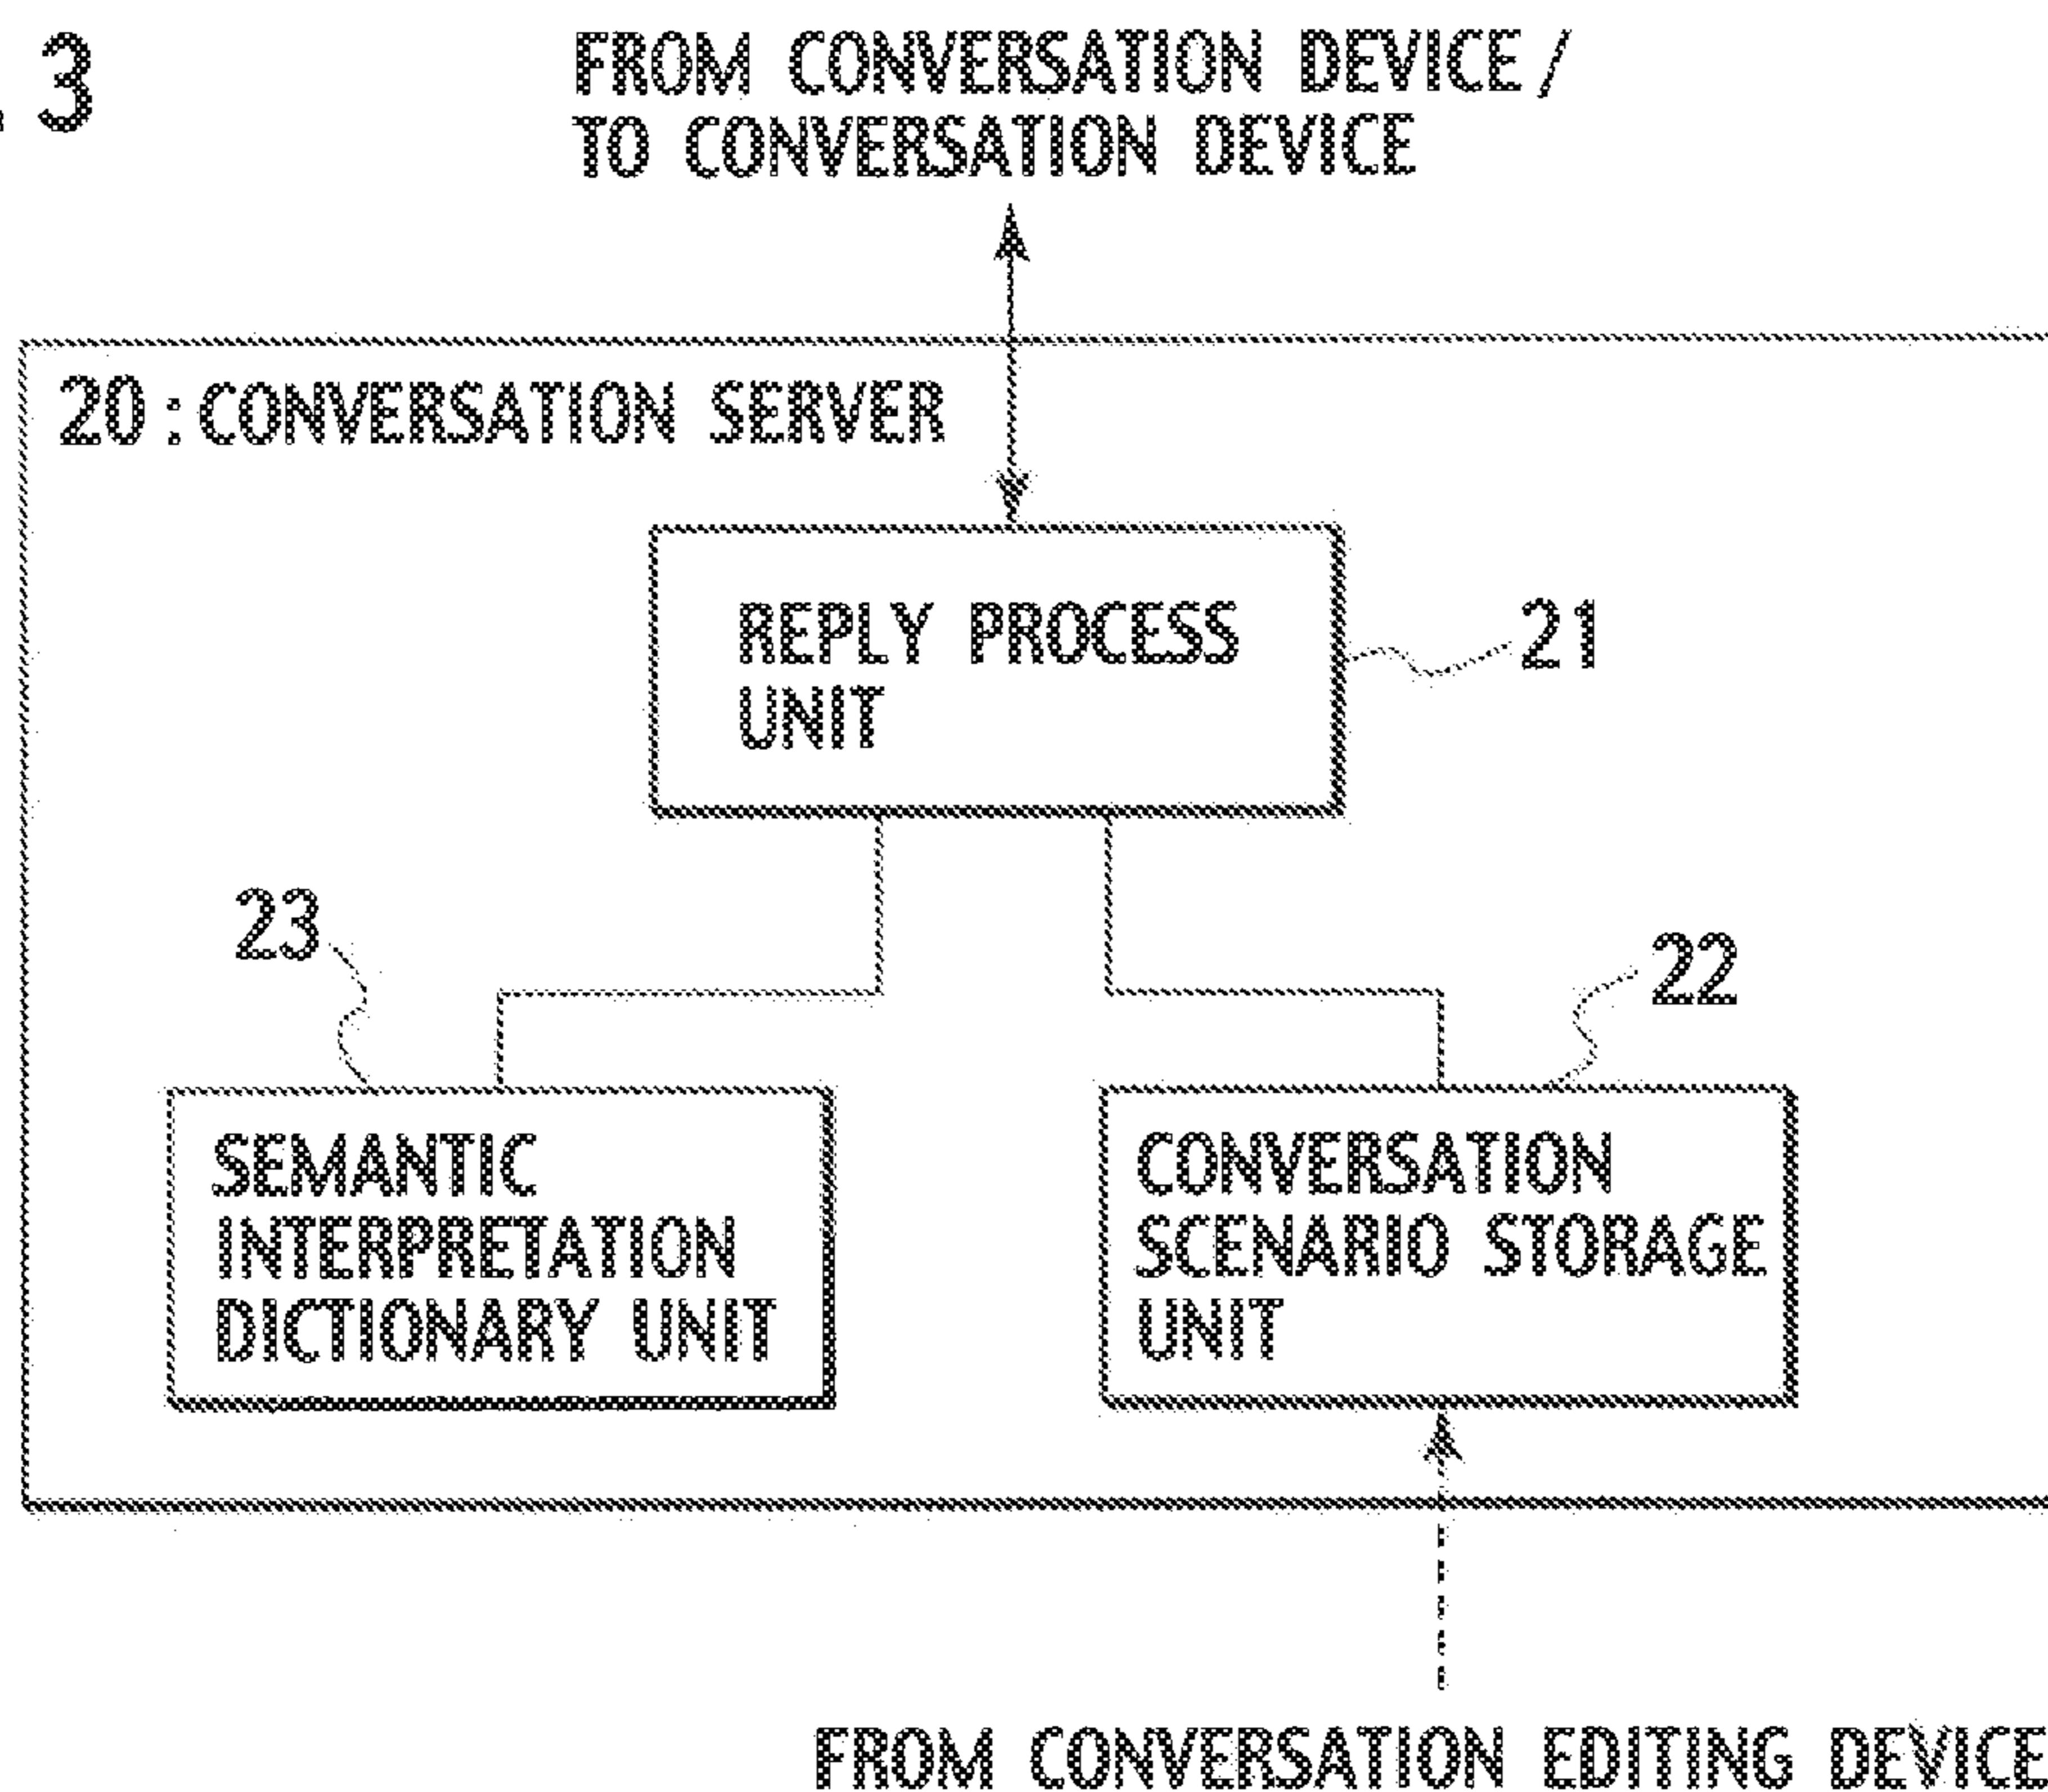 . 3
FROM CONVERSATION DEVICE /
TO CONVERSATION DEVICE
20 : CONVERSATION SERVER
REPLY PROCESS
UNIT
21
23
22
SEMANTIC
INTERPRETATION
DICTIONARY UNIT
CONVERSATION
SCENARIO STORAGE
UNIT
FROM CONVERSATION EDITING DEVICE